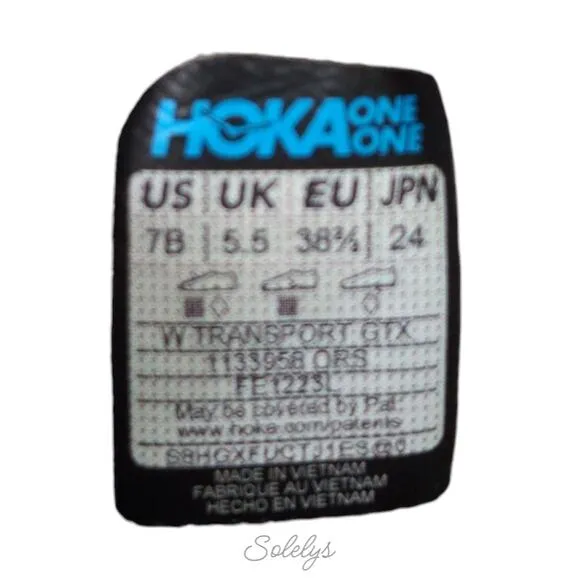 HOKA ONE ONE
US UK EU JPN
7B 5.5 38⅔ 24
W TRANSPORT GTX
1133958 ORS
FE1223L
May be covered by Pat.
www.hoka.com/patents
MADE IN VIETNAM
FABRIQUE AU VIETNAM
HECHO EN VIETNAM
Solelys